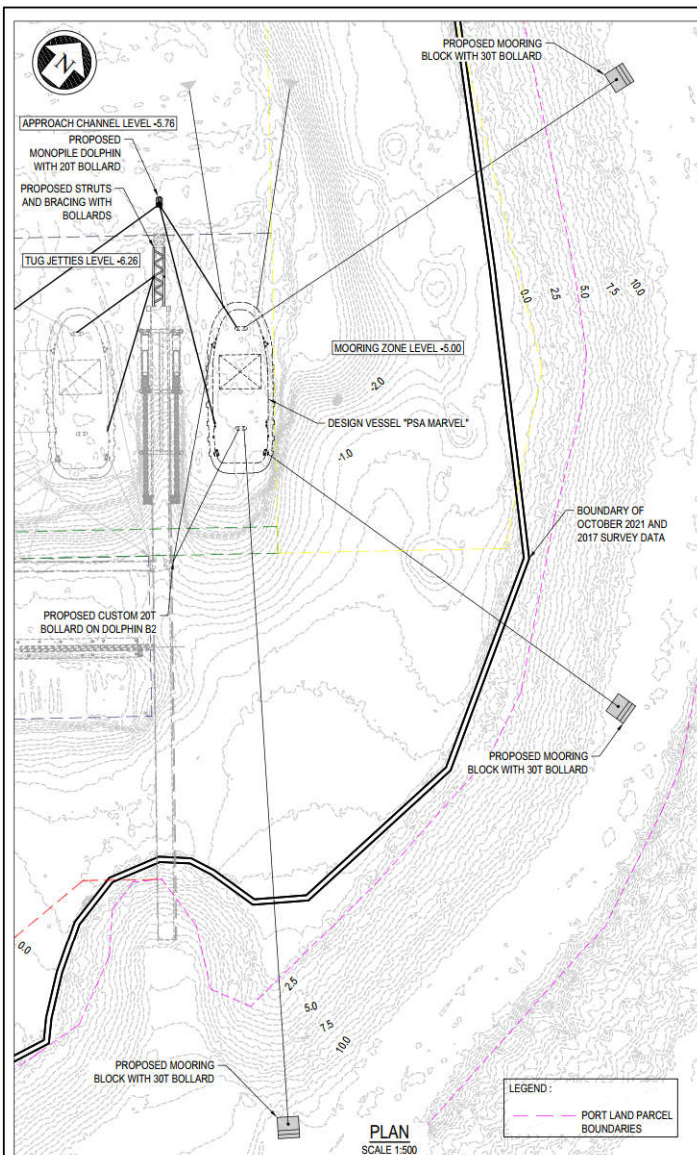 N
PROPOSED MOORING
BLOCK WITH 30T BOLLARD
APPROACH CHANNEL LEVEL -5.76
PROPOSED
MONOPILE DOLPHIN
WITH 20T BOLLARD
PROPOSED STRUTS
AND BRACING WITH
BOLLARDS
TUG JETTIES LEVEL -6.26
0.0
2.5
5.0
7.5
10.0
MOORING ZONE LEVEL -5.00
-2.0
DESIGN VESSEL "PSA MARVEL"
-1.0
BOUNDARY OF
OCTOBER 2021 AND
2017 SURVEY DATA
PROPOSED CUSTOM 20T
BOLLARD ON DOLPHIN B2
PROPOSED MOORING
BLOCK WITH 30T BOLLARD
0.0
2.5
5.0
7.5
10.0
PROPOSED MOORING
BLOCK WITH 30T BOLLARD
LEGEND :
PORT LAND PARCEL
BOUNDARIES
PLAN
SCALE 1:500